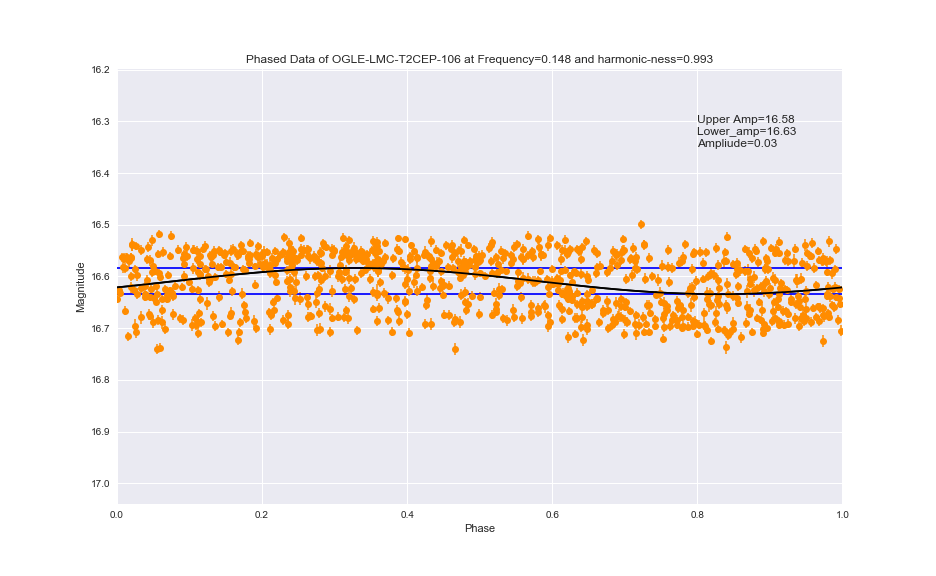 Phased Data of OGLE-LMC-T2CEP-106 at Frequency=0.148 and harmonic-ness=0.993
16.2
16.3
16.4
16.5
16.6
16.7
16.8
16.9
17.0
Magnitude
Upper Amp=16.58
Lower_amp=16.63
Ampliude=0.03
0.0 0.2 0.4 0.6 0.8 1.0
Phase